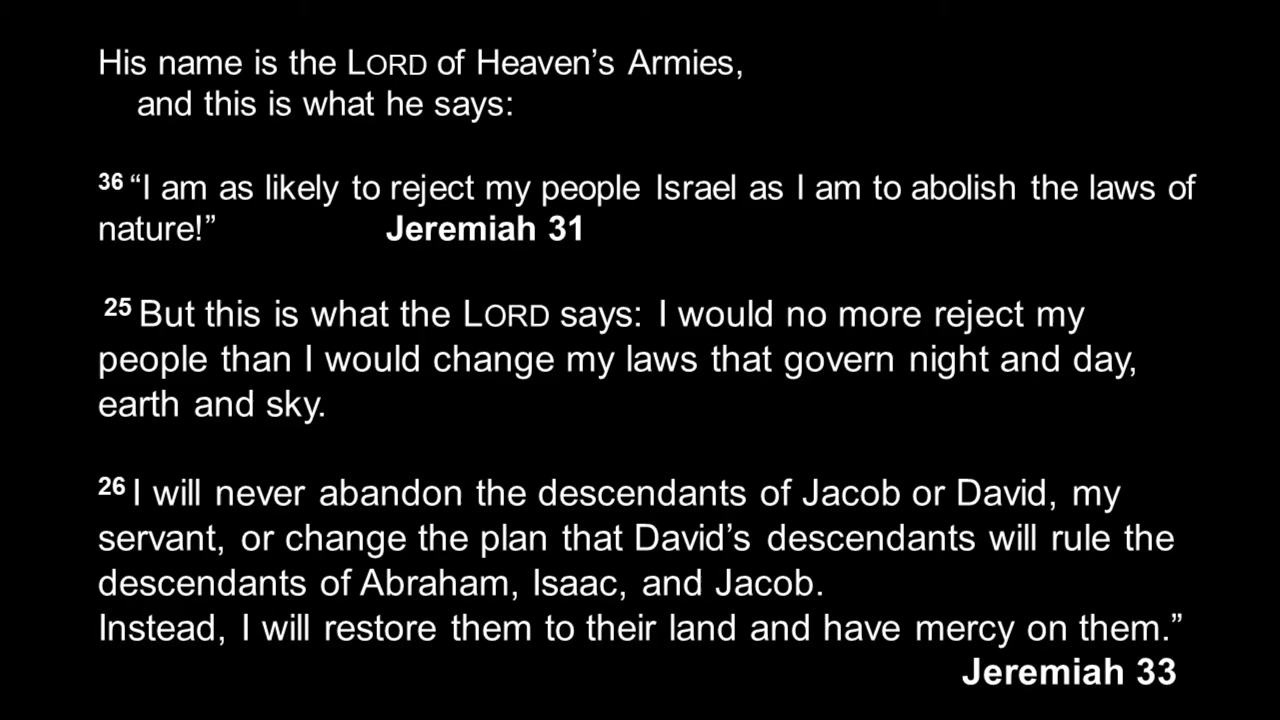 His name is the LORD of Heaven’s Armies,
and this is what he says:
36 “I am as likely to reject my people Israel as I am to abolish the laws of
nature!” Jeremiah 31
25 But this is what the LORD says: I would no more reject my
people than I would change my laws that govern night and day,
earth and sky.
26 I will never abandon the descendants of Jacob or David, my
servant, or change the plan that David’s descendants will rule the
descendants of Abraham, Isaac, and Jacob.
Instead, I will restore them to their land and have mercy on them.”
Jeremiah 33